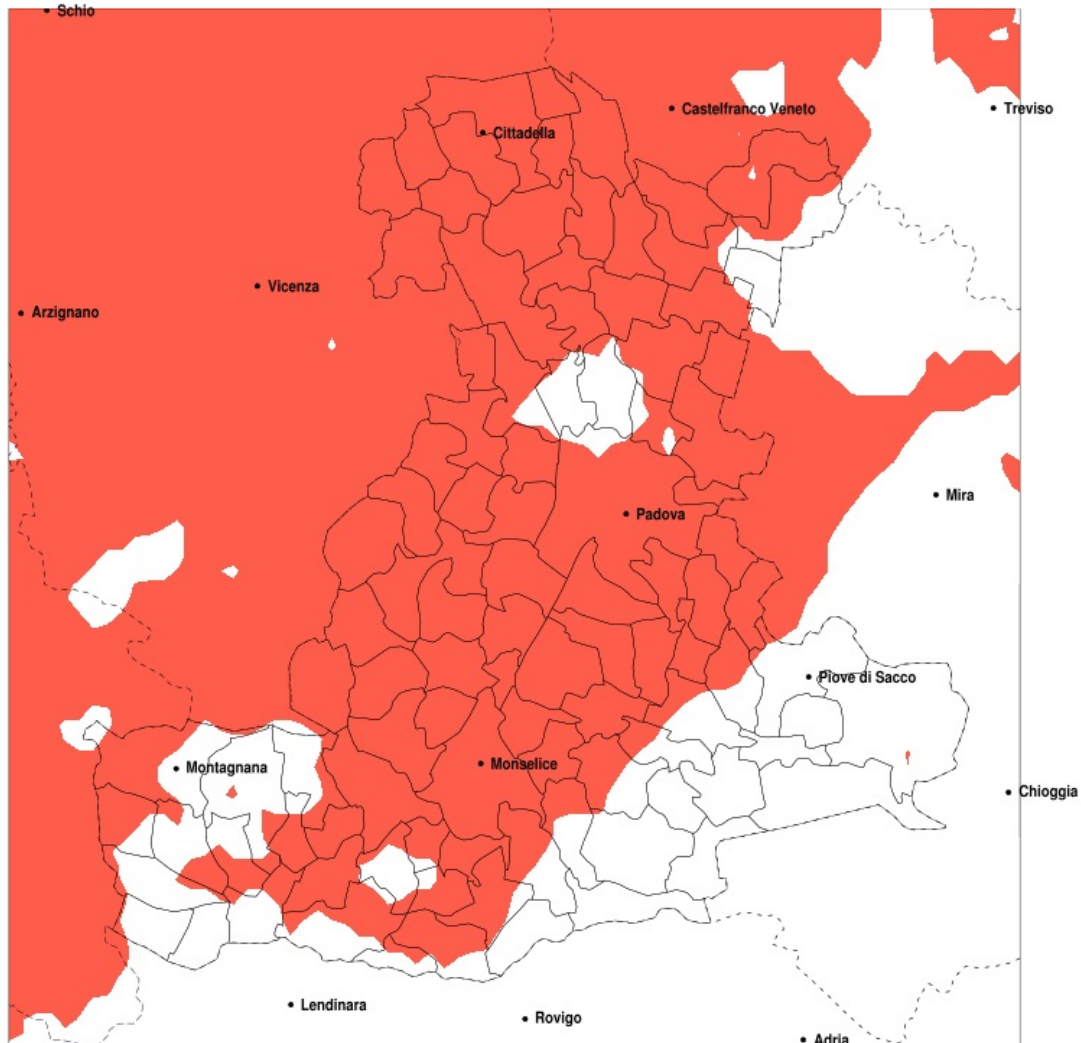 Schio
Castelfranco Veneto
Treviso
Cittadella
Vicenza
Arzignano
Mira
Padova
Piove di Sacco
Monselice
Montagnana
Chioggia
Lendinara
Rovigo
Adria